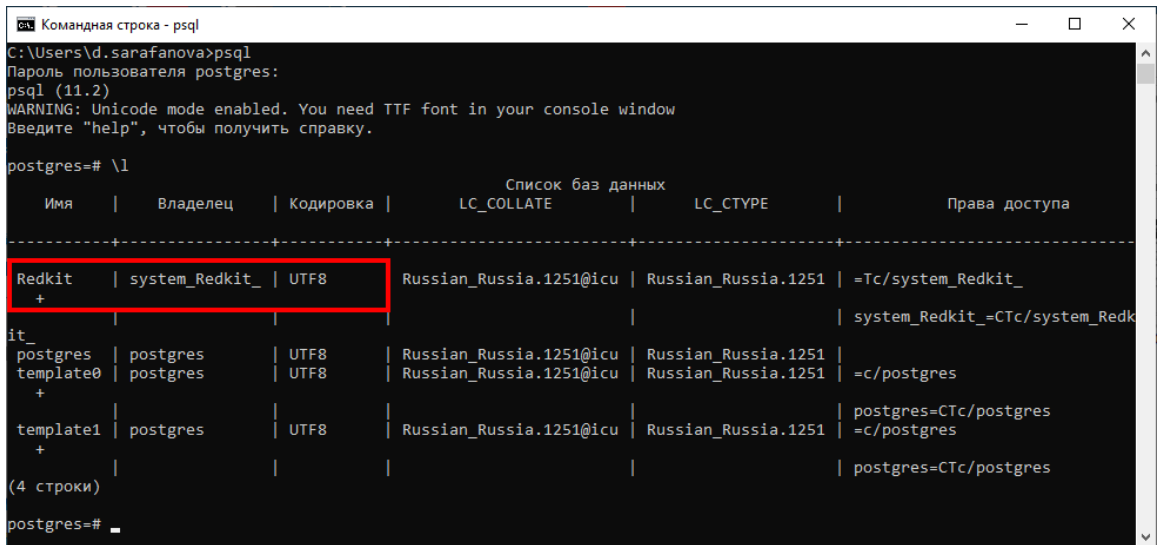 Командная строка - psql
C:\Users\d.sarafanova>psql
Пароль пользователя postgres:
psql (11.2)
WARNING: Unicode mode enabled. You need TTF font in your console window
Введите "help", чтобы получить справку.
postgres=# \l
Список баз данных
Имя | Владелец | Кодировка | LC_COLLATE | LC_CTYPE | Права доступа
-----------+----------------+-----------+-------------------------+---------------------+------------------------------
Redkit | system_Redkit_ | UTF8 | Russian_Russia.1251@icu | Russian_Russia.1251 | =Tc/system_Redkit_
+
| | | | | system_Redkit_=CTc/system_Redk
it_
postgres | postgres | UTF8 | Russian_Russia.1251@icu | Russian_Russia.1251 |
template0 | postgres | UTF8 | Russian_Russia.1251@icu | Russian_Russia.1251 | =c/postgres
+
| | | | | postgres=CTc/postgres
template1 | postgres | UTF8 | Russian_Russia.1251@icu | Russian_Russia.1251 | =c/postgres
+
| | | | | postgres=CTc/postgres
(4 строки)
postgres=#